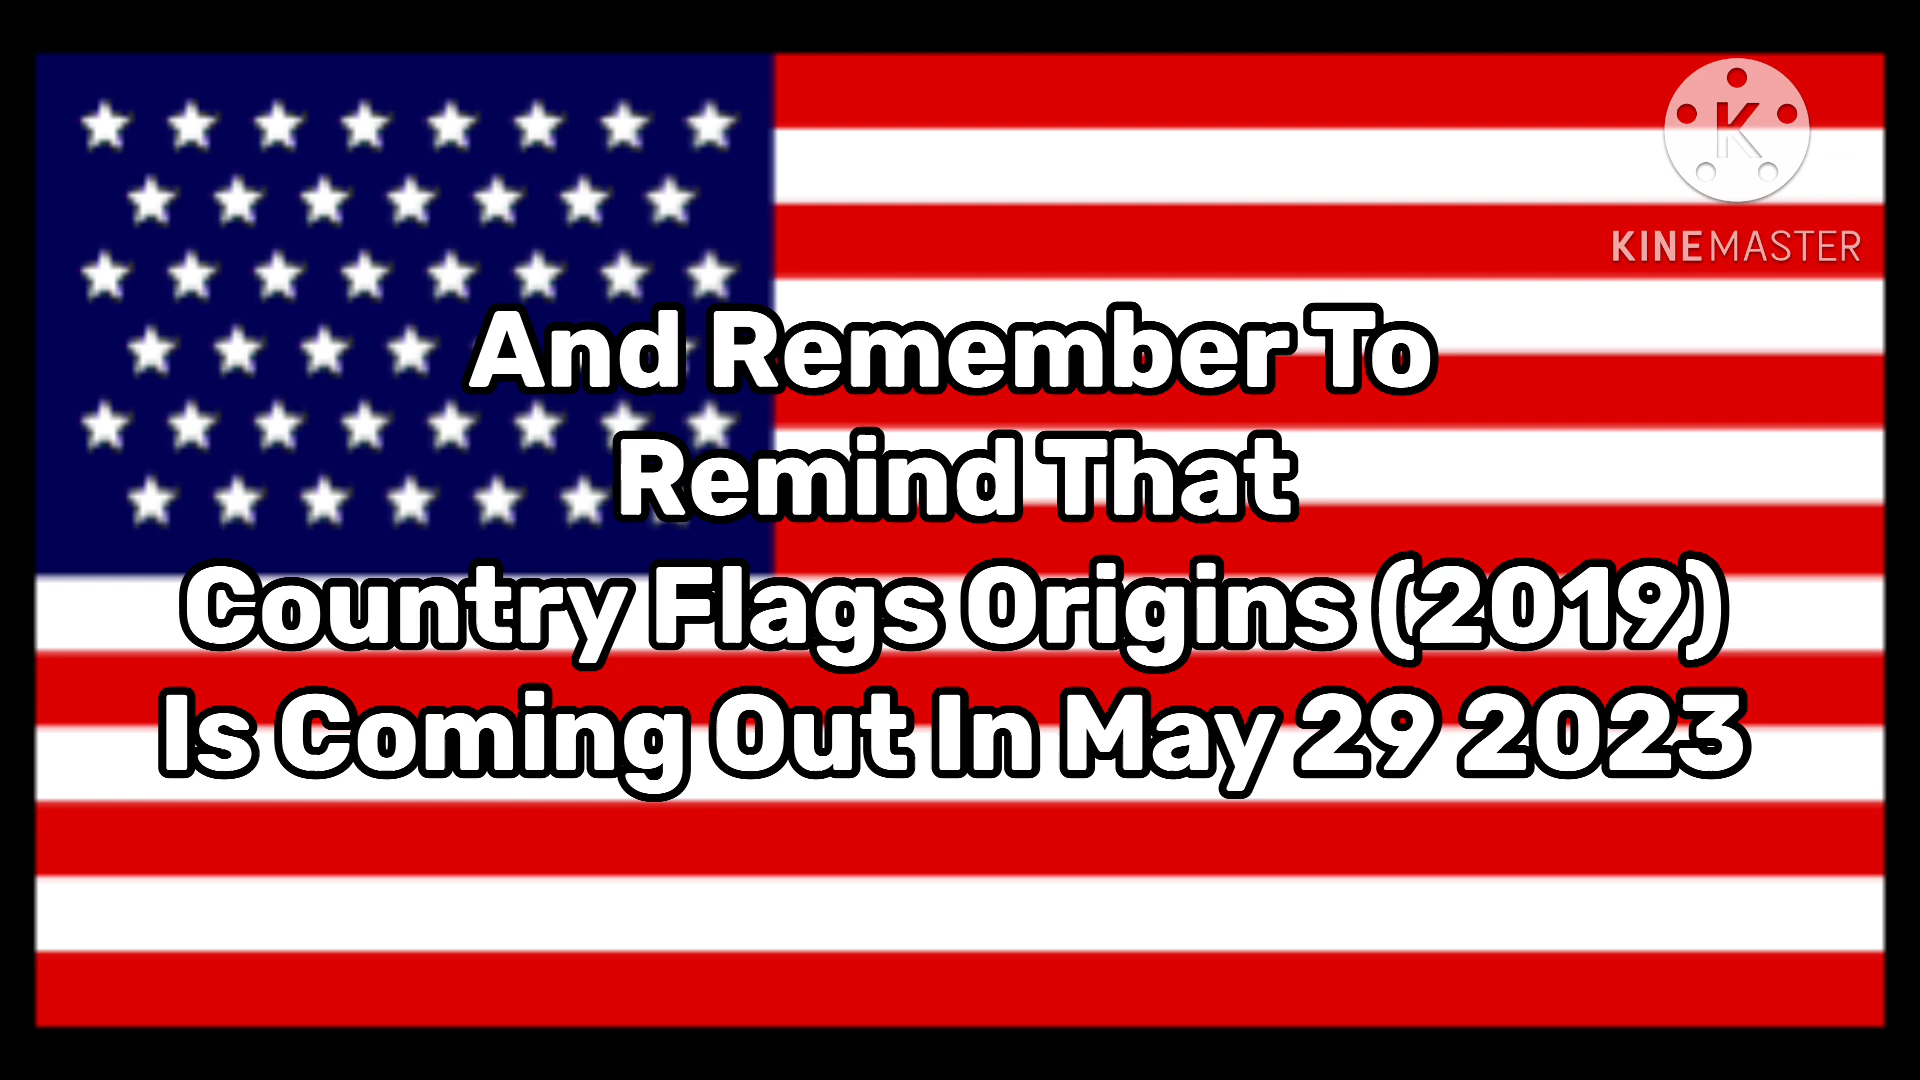 K
KINEMASTER
And Remember To
Remind That
Country Flags Origins (2019)
Is Coming Out In May 29 2023